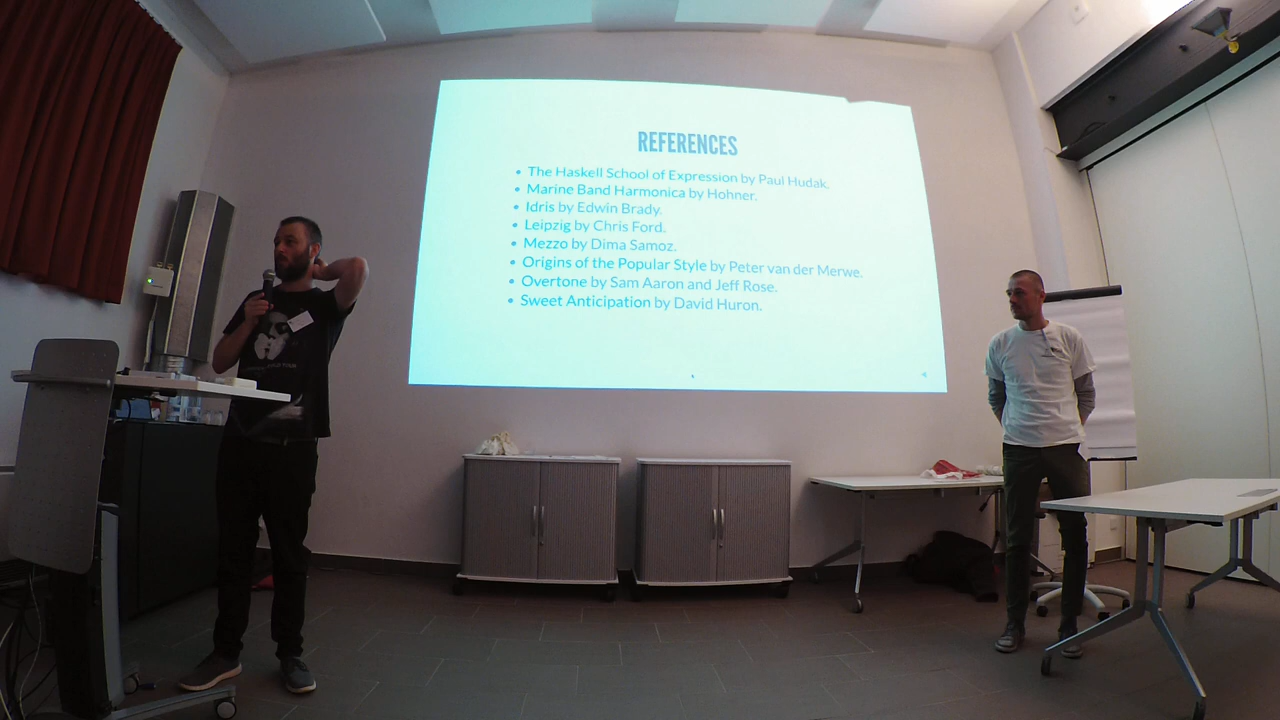 REFERENCES
• The Haskell School of Expression by Paul Hudak.
• Marine Band Harmonica by Hohner.
• Idris by Edwin Brady.
• Leipzig by Chris Ford.
• Mezzo by Dima Samoz.
• Origins of the Popular Style by Peter van der Merwe.
• Overtone by Sam Aaron and Jeff Rose.
• Sweet Anticipation by David Huron.